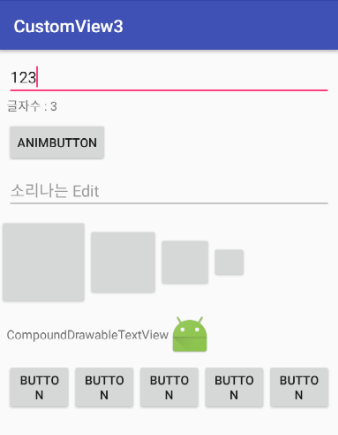 CustomView3
123
글자수 : 3
ANIMBUTTON
소리나는 Edit
CompoundDrawableTextView
BUTTO BUTTO BUTTO BUTTO BUTTO
N N N N N